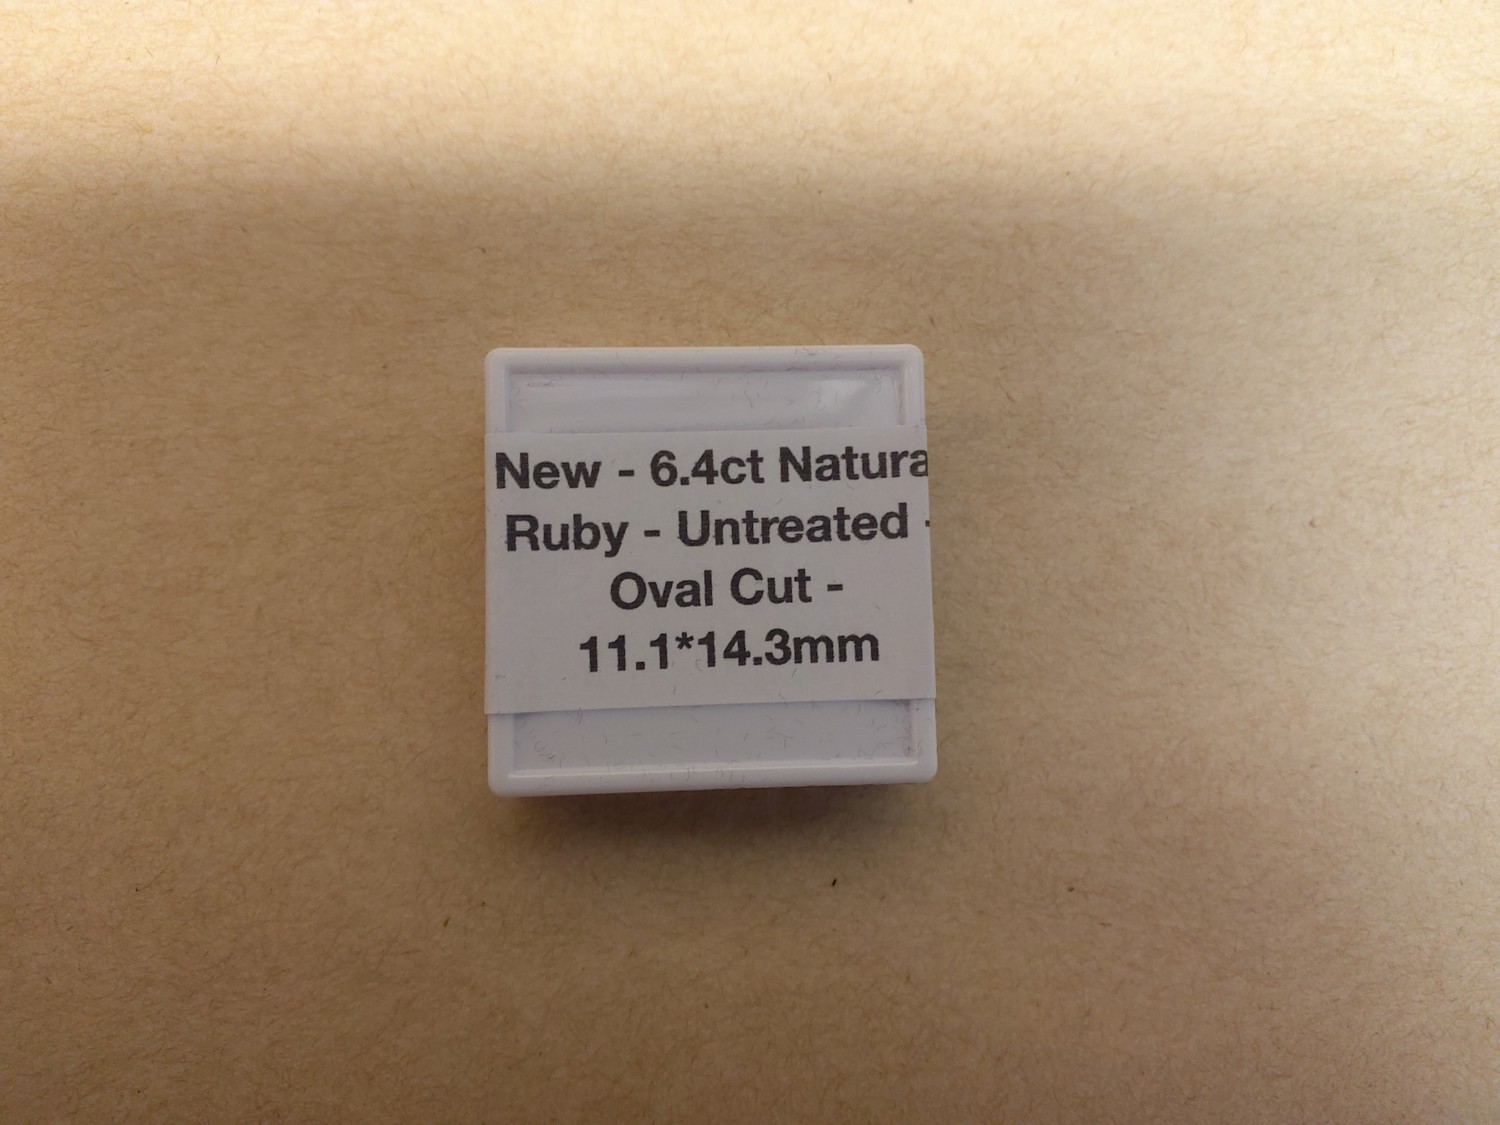 New - 6.4ct Natura
Ruby - Untreated -
Oval Cut -
11.1*14.3mm